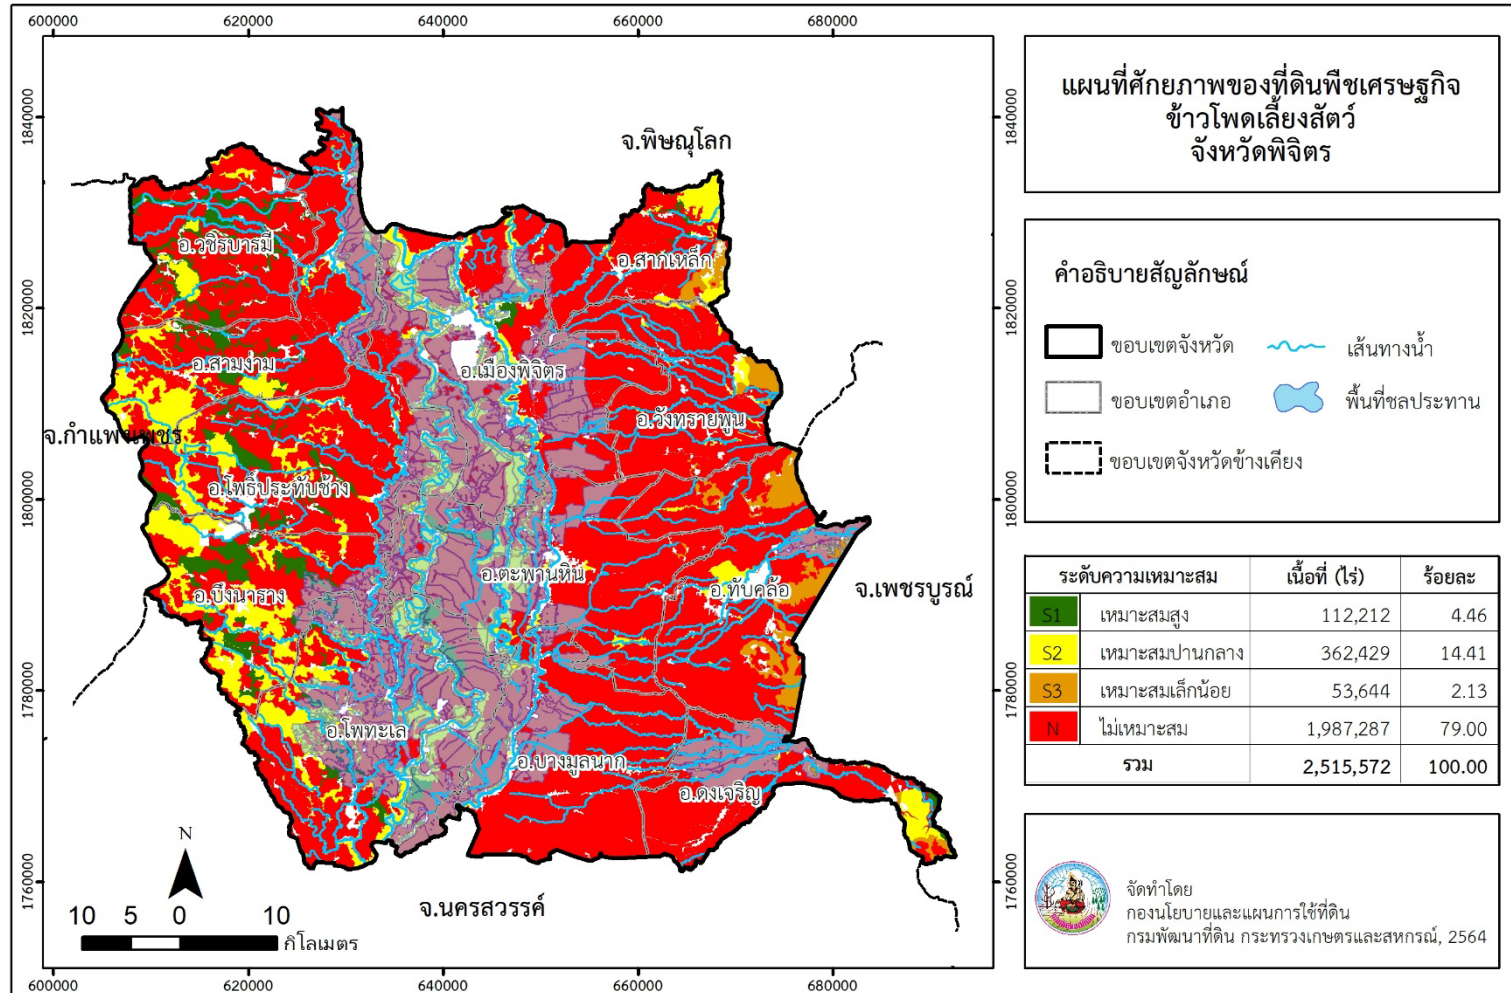 600000 620000 640000 660000 680000
1840000
1820000
1800000
1780000
1760000
จ.พิษณุโลก
อ.วชิรบารมี
อ.สากเหล็ก
อ.สามง่าม
อ.เมืองพิจิตร
อ.วังทรายพูน
จ.กำแพงเพชร
อ.โพธิ์ประทับช้าง
อ.ตะพานหิน
อ.ทับคล้อ
จ.เพชรบูรณ์
อ.บึงนาราง
อ.โพทะเล
อ.บางมูลนาก
อ.ดงเจริญ
จ.นครสวรรค์
N
10 5 0 10
กิโลเมตร
1840000
1820000
1800000
1780000
1760000
600000 620000 640000 660000 680000
แผนที่ศักยภาพของที่ดินพืชเศรษฐกิจ
ข้าวโพดเลี้ยงสัตว์
จังหวัดพิจิตร
คำอธิบายสัญลักษณ์
ขอบเขตจังหวัด เส้นทางน้ำ
ขอบเขตอำเภอ พื้นที่ชลประทาน
ขอบเขตจังหวัดข้างเคียง
ระดับความเหมาะสม เนื้อที่ (ไร่) ร้อยละ
S1 เหมาะสมสูง 112,212 4.46
S2 เหมาะสมปานกลาง 362,429 14.41
S3 เหมาะสมเล็กน้อย 53,644 2.13
N ไม่เหมาะสม 1,987,287 79.00
รวม 2,515,572 100.00
จัดทำโดย
กองนโยบายและแผนการใช้ที่ดิน
กรมพัฒนาที่ดิน กระทรวงเกษตรและสหกรณ์, 2564